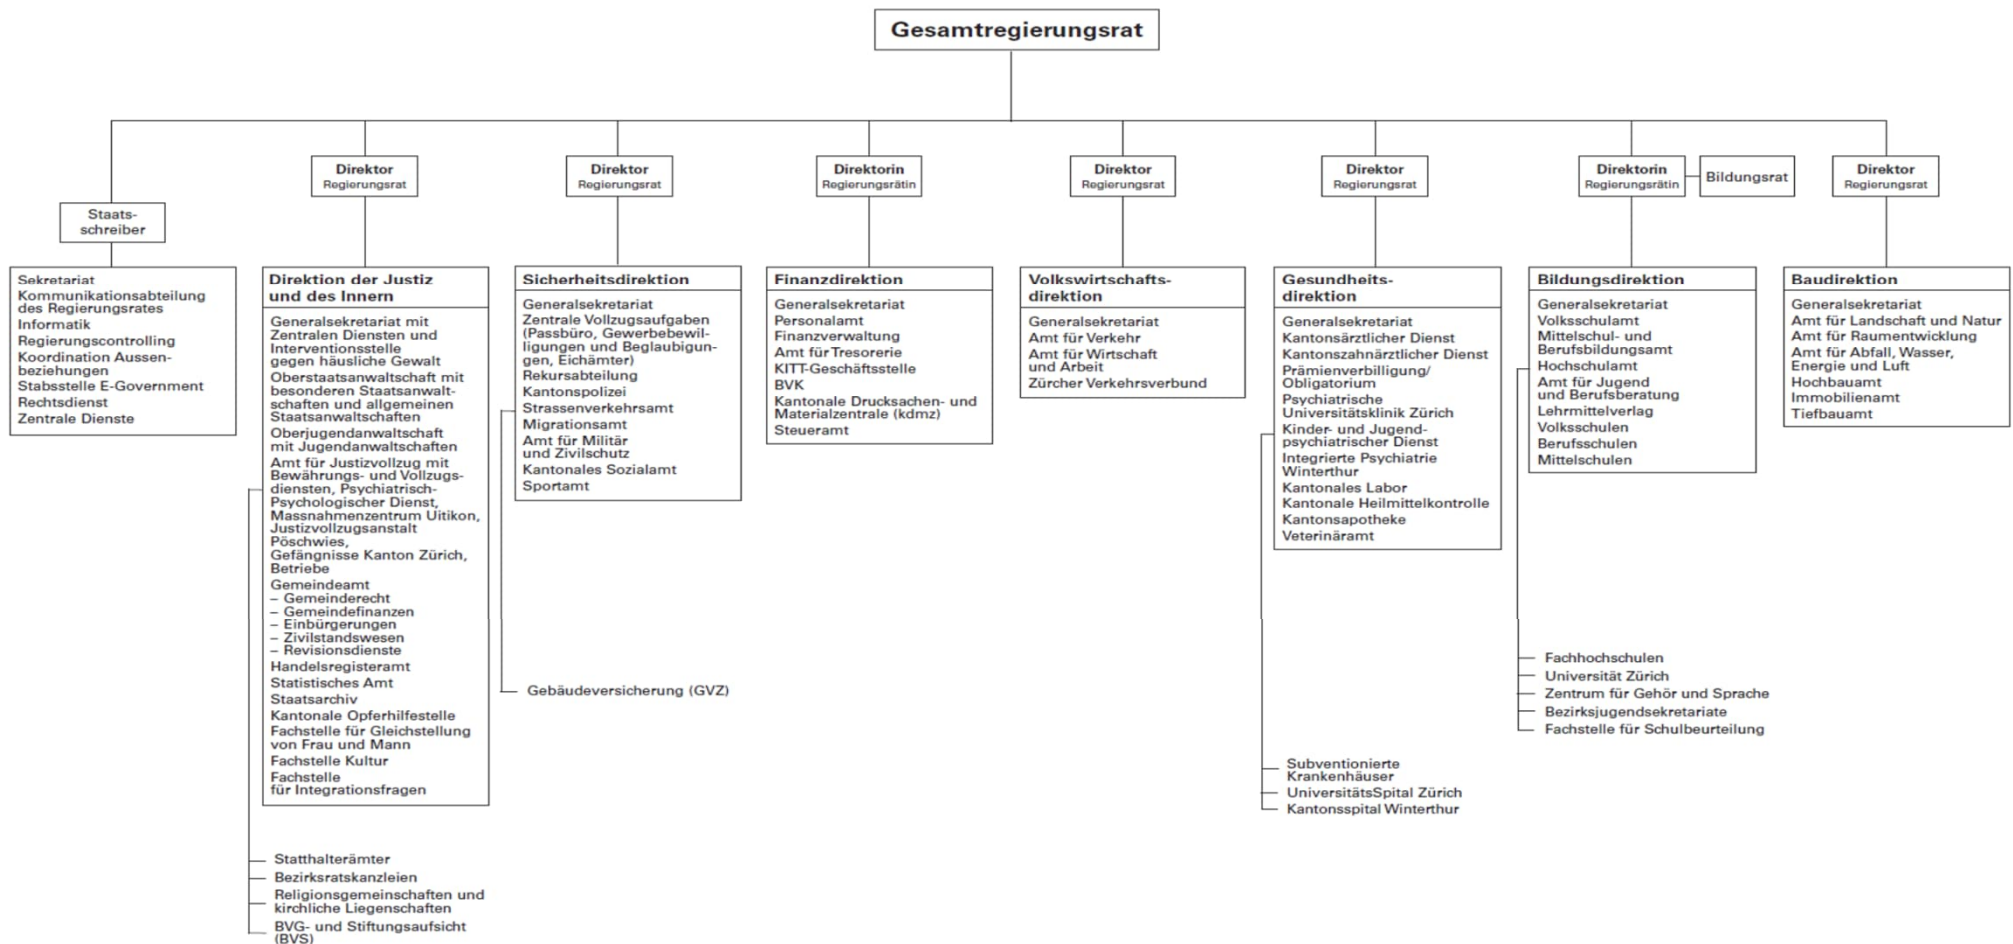 Gesamtregierungsrat
Staats-
schreiber
Sekretariat
Kommunikationsabteilung
des Regierungsrates
Informatik
Regierungscontrolling
Koordination Aussen-
beziehungen
Stabsstelle E-Government
Rechtsdienst
Zentrale Dienste
Direktor
Regierungsrat
Direktion der Justiz
und des Innern
Generalsekretariat mit
Zentralen Diensten und
Interventionsstelle
gegen häusliche Gewalt
Oberstaatsanwaltschaft mit
besonderen Staatsanwalt-
schaften und allgemeinen
Staatsanwaltschaften
Oberjugendanwaltschaft
mit Jugendanwaltschaften
Amt für Justizvollzug mit
Bewährungs- und Vollzugs-
diensten, Psychiatrisch-
Psychologischer Dienst,
Massnahmenzentrum Uitikon,
Justizvollzugsanstalt
Pöschwies,
Gefängnisse Kanton Zürich,
Betriebe
Gemeindeamt
– Gemeinderecht
– Gemeindefinanzen
– Einbürgerungen
– Zivilstandswesen
– Revisionsdienste
Handelsregisteramt
Statistisches Amt
Staatsarchiv
Kantonale Opferhilfestelle
Fachstelle für Gleichstellung
von Frau und Mann
Fachstelle Kultur
Fachstelle
für Integrationsfragen
Statthalterämter
Bezirksratskanzleien
Religionsgemeinschaften und
kirchliche Liegenschaften
BVG- und Stiftungsaufsicht
(BVS)
Direktor
Regierungsrat
Sicherheitsdirektion
Generalsekretariat
Zentrale Vollzugsaufgaben
(Passbüro, Gewerbebewil-
ligungen und Beglaubigun-
gen, Eichämter)
Rekursabteilung
Kantonspolizei
Strassenverkehrsamt
Migrationsamt
Amt für Militär
und Zivilschutz
Kantonales Sozialamt
Sportamt
Gebäudeversicherung (GVZ)
Direktorin
Regierungsrätin
Finanzdirektion
Generalsekretariat
Personalamt
Finanzverwaltung
Amt für Tresorerie
KITT-Geschäftsstelle
BVK
Kantonale Drucksachen- und
Materialzentrale (kdmz)
Steueramt
Direktor
Regierungsrat
Volkswirtschafts-
direktion
Generalsekretariat
Amt für Verkehr
Amt für Wirtschaft
und Arbeit
Zürcher Verkehrsverbund
Direktor
Regierungsrat
Gesundheits-
direktion
Generalsekretariat
Kantonsärztlicher Dienst
Kantonszahnärztlicher Dienst
Prämienverbilligung/
Obligatorium
Psychiatrische
Universitätsklinik Zürich
Kinder- und Jugend-
psychiatrischer Dienst
Integrierte Psychiatrie
Winterthur
Kantonales Labor
Kantonale Heilmittelkontrolle
Kantonsapotheke
Veterinäramt
Subventionierte
Krankenhäuser
UniversitätsSpital Zürich
Kantonsspital Winterthur
Direktorin
Regierungsrätin
Bildungsrat
Bildungsdirektion
Generalsekretariat
Volksschulamt
Mittelschul- und
Berufsbildungsamt
Hochschulamt
Amt für Jugend
und Berufsberatung
Lehrmittelverlag
Volksschulen
Berufsschulen
Mittelschulen
Fachhochschulen
Universität Zürich
Zentrum für Gehör und Sprache
Bezirksjugendsekretariate
Fachstelle für Schulbeurteilung
Direktor
Regierungsrat
Baudirektion
Generalsekretariat
Amt für Landschaft und Natur
Amt für Raumentwicklung
Amt für Abfall, Wasser,
Energie und Luft
Hochbauamt
Immobilienamt
Tiefbauamt